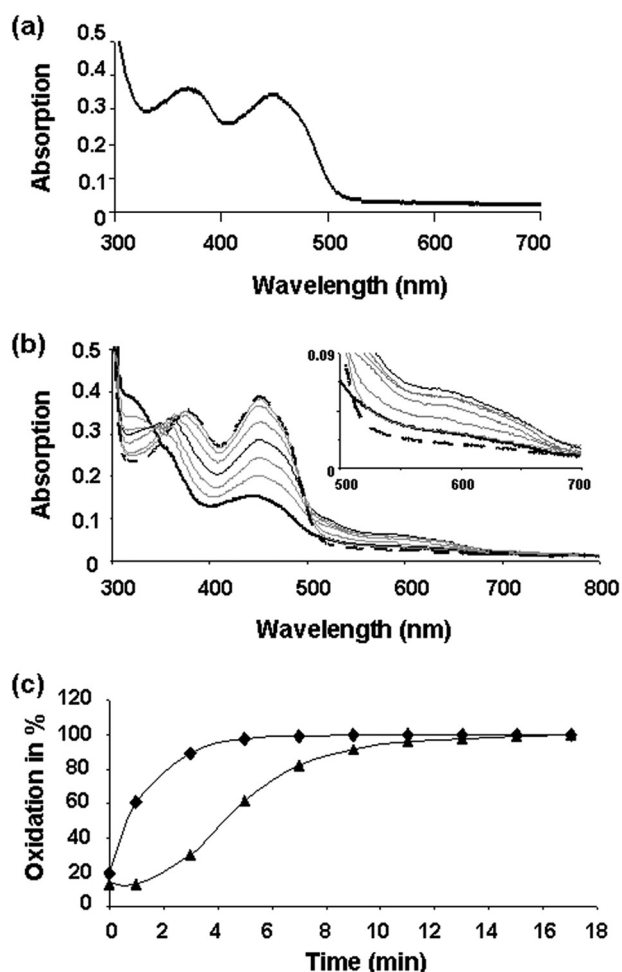 (a)
0.5
0.4
0.3
0.2
0.1
0
Absorption
300 400 500 600 700
Wavelength (nm)
(b)
0.5
0.4
0.3
0.2
0.1
0
Absorption
0.09
0
500 600 700
300 400 500 600 700 800
Wavelength (nm)
(c)
120
100
80
60
40
20
0
Oxidation in %
0 2 4 6 8 10 12 14 16 18
Time (min)